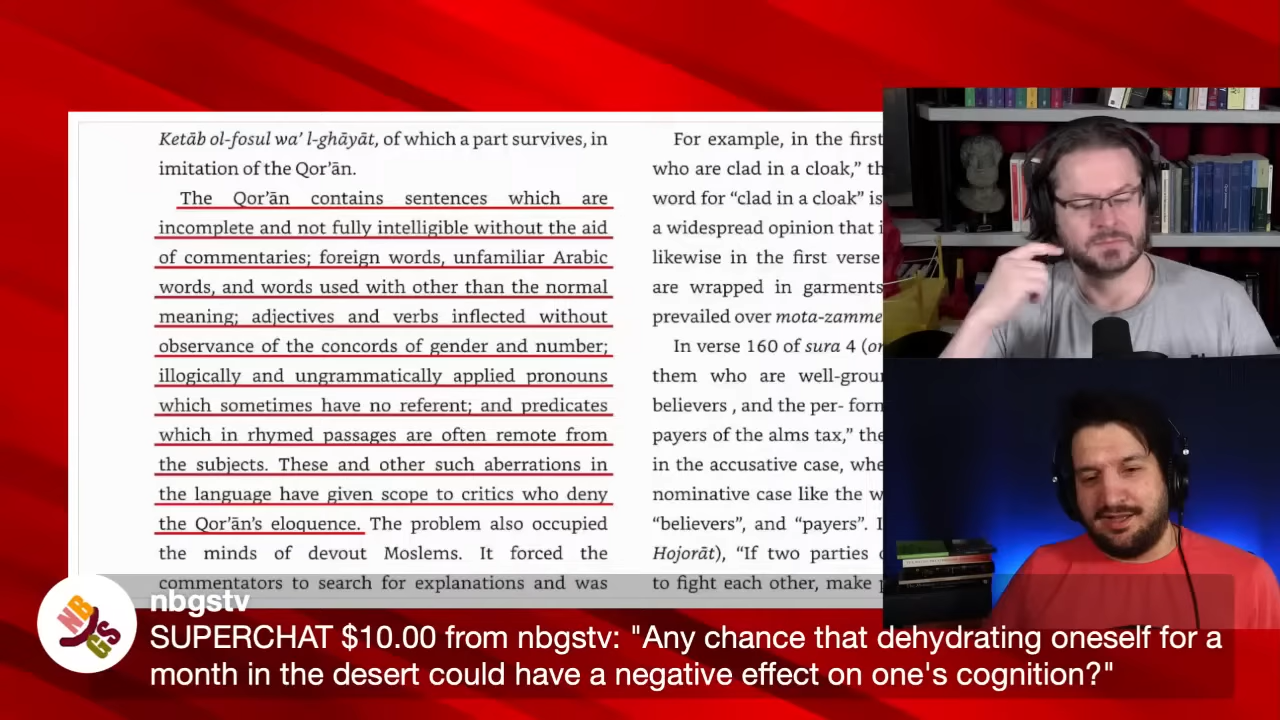 Ketāb ol-fosul wa’ l-ghāyāt, of which a part survives, in
imitation of the Qor’ān.
The Qor’ān contains sentences which are
incomplete and not fully intelligible without the aid
of commentaries; foreign words, unfamiliar Arabic
words, and words used with other than the normal
meaning; adjectives and verbs inflected without
observance of the concords of gender and number;
illogically and ungrammatically applied pronouns
which sometimes have no referent; and predicates
which in rhymed passages are often remote from
the subjects. These and other such aberrations in
the language have given scope to critics who deny
the Qor’ān’s eloquence. The problem also occupied
the minds of devout Moslems. It forced the
commentators to search for explanations and was
For example, in the first
who are clad in a cloak,” th
word for “clad in a cloak” is
a widespread opinion that i
likewise in the first verse
are wrapped in garments
prevailed over mota-zamme
In verse 160 of sura 4 (or
them who are well-grour
believers , and the per- forn
payers of the alms tax,” the
in the accusative case, whe
nominative case like the w
“believers”, and “payers”. I
Hojorāt), “If two parties
to fight each other, make p
NB
GS
nbgstv
SUPERCHAT $10.00 from nbgstv: "Any chance that dehydrating oneself for a
month in the desert could have a negative effect on one's cognition?"